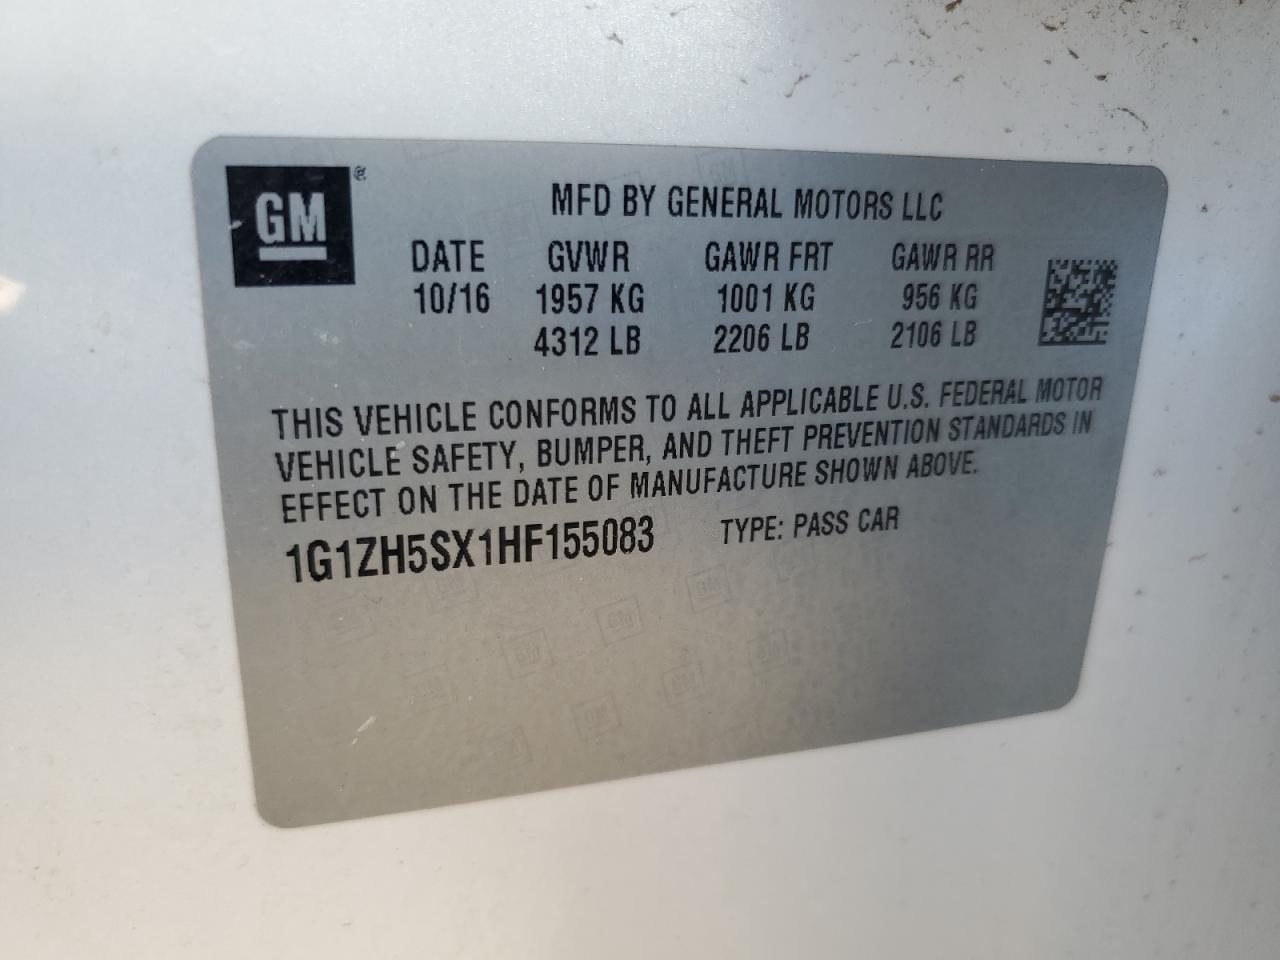 GM ®
MFD BY GENERAL MOTORS LLC
DATE GVWR GAWR FRT GAWR RR
10/16 1957 KG 1001 KG 956 KG
4312 LB 2206 LB 2106 LB
THIS VEHICLE CONFORMS TO ALL APPLICABLE U.S. FEDERAL MOTOR
VEHICLE SAFETY, BUMPER, AND THEFT PREVENTION STANDARDS IN
EFFECT ON THE DATE OF MANUFACTURE SHOWN ABOVE.
1G1ZH5SX1HF155083 TYPE: PASS CAR